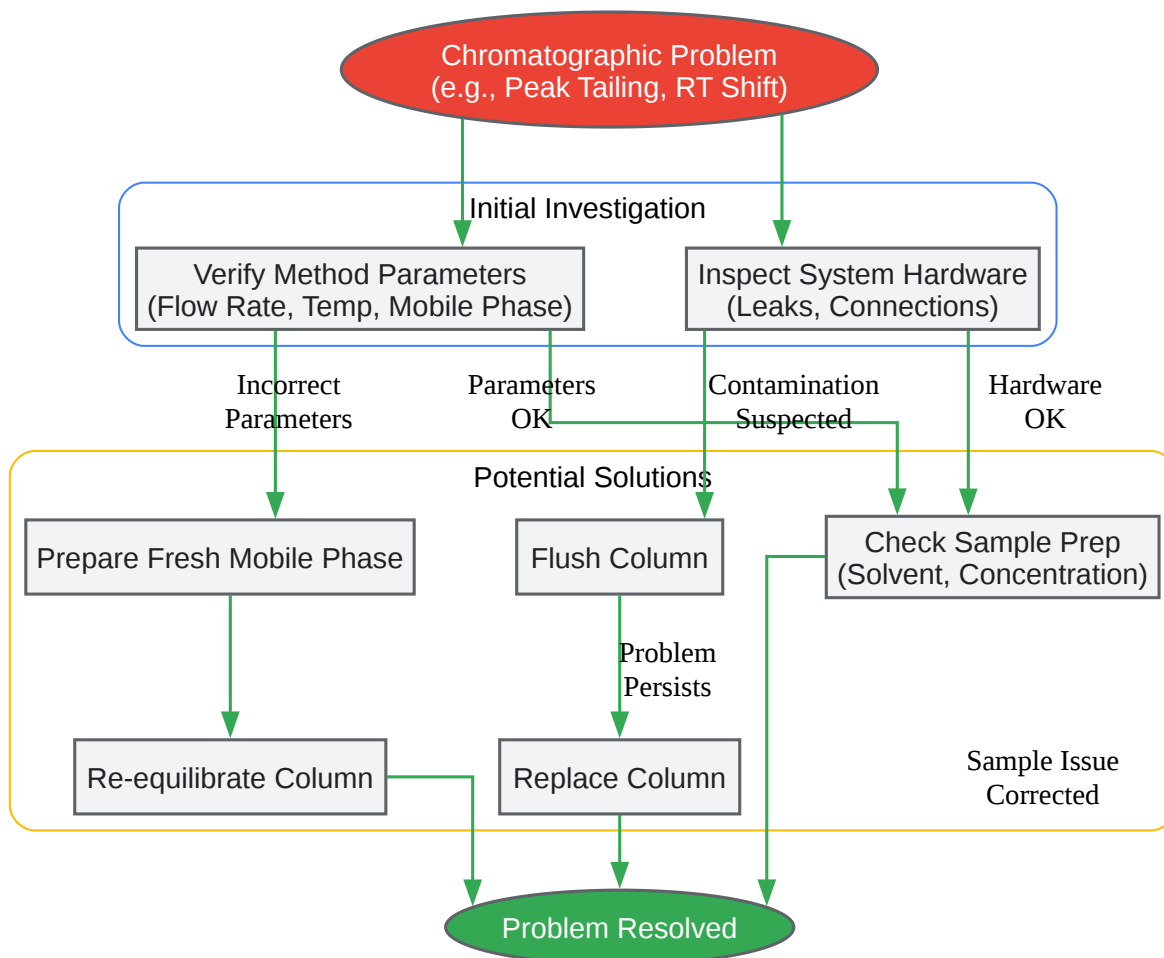 Chromatographic Problem
(e.g., Peak Tailing, RT Shift)
Initial Investigation
Verify Method Parameters
(Flow Rate, Temp, Mobile Phase)
Inspect System Hardware
(Leaks, Connections)
Incorrect
Parameters
Parameters
OK
Contamination
Suspected
Hardware
OK
Potential Solutions
Prepare Fresh Mobile Phase
Flush Column
Check Sample Prep
(Solvent, Concentration)
Problem
Persists
Re-equilibrate Column
Replace Column
Sample Issue
Corrected
Problem Resolved